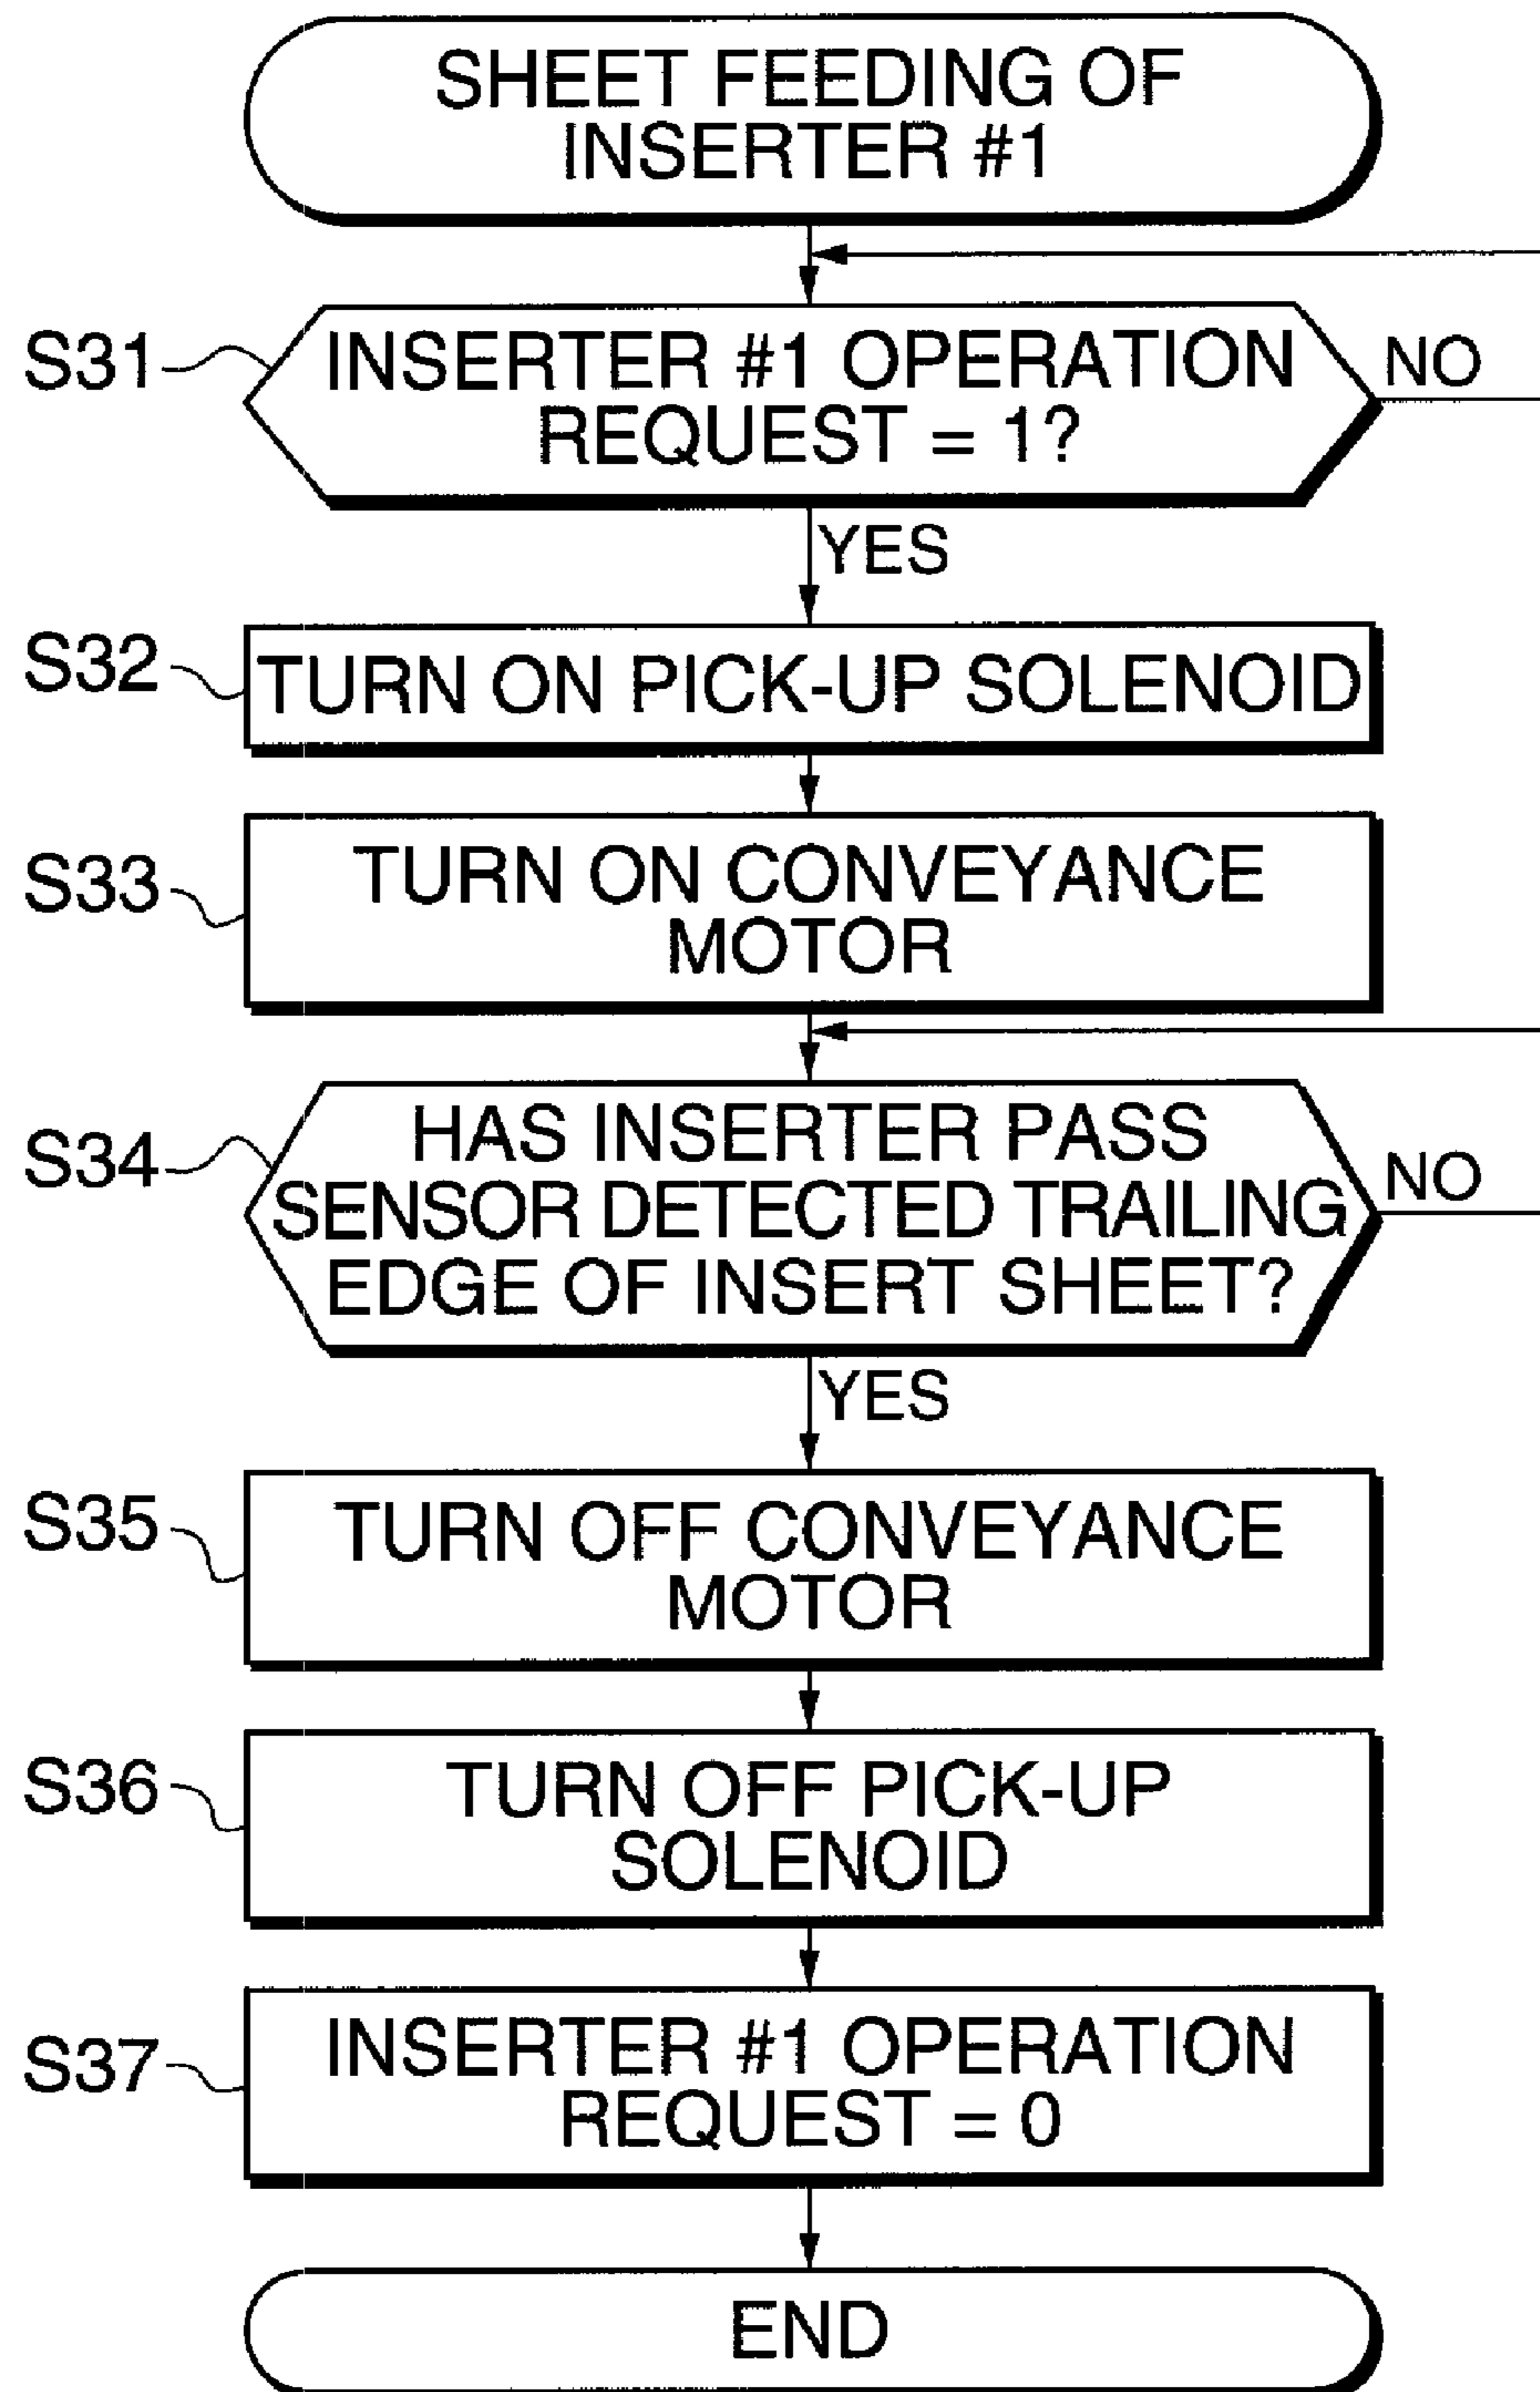 SHEET FEEDING OF
INSERTER #1
S31
INSERTER #1 OPERATION
REQUEST = 1?
NO
YES
S32
TURN ON PICK-UP SOLENOID
S33
TURN ON CONVEYANCE
MOTOR
S34
HAS INSERTER PASS
SENSOR DETECTED TRAILING
EDGE OF INSERT SHEET?
NO
YES
S35
TURN OFF CONVEYANCE
MOTOR
S36
TURN OFF PICK-UP
SOLENOID
S37
INSERTER #1 OPERATION
REQUEST = 0
END